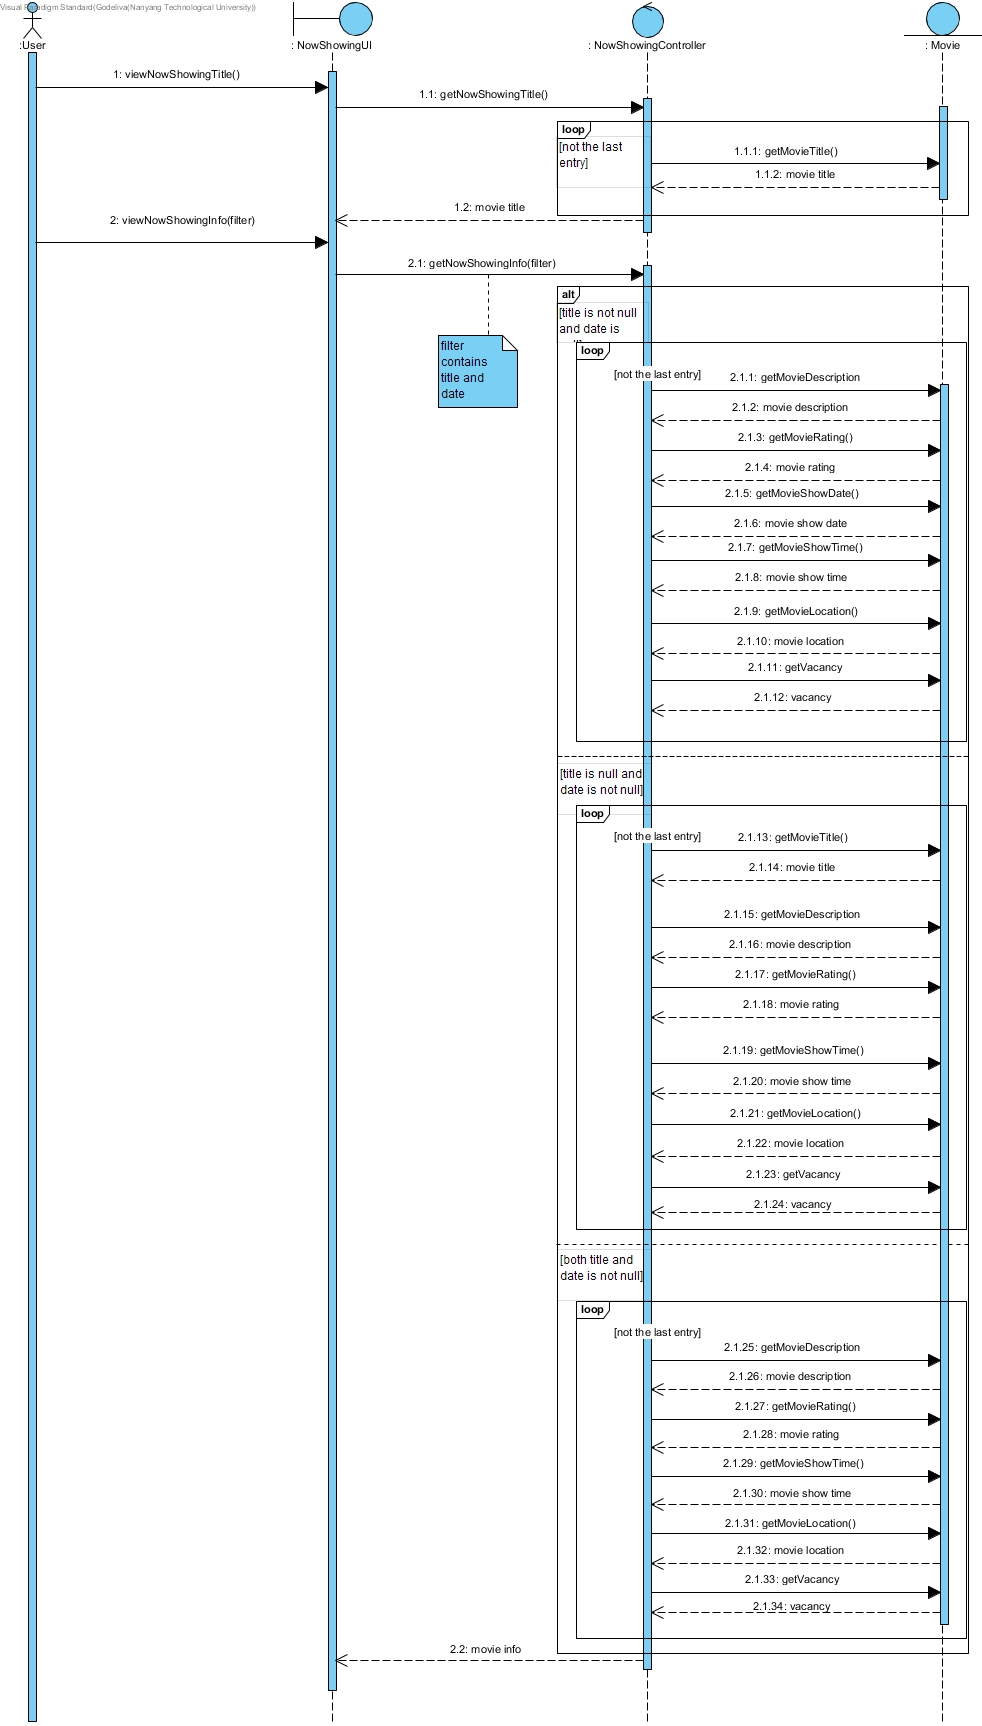 Visual Paradigm Standard(Godeliva(Nanyang Technological University))
:User
: NowShowingUI
: NowShowingController
: Movie
1: viewNowShowingTitle()
1.1: getNowShowingTitle()
loop
[not the last
entry]
1.1.1: getMovieTitle()
1.1.2: movie title
1.2: movie title
2: viewNowShowingInfo(filter)
2.1: getNowShowingInfo(filter)
filter
contains
title and
date
alt
[title is not null
and date is
loop
[not the last entry]
2.1.1: getMovieDescription
2.1.2: movie description
2.1.3: getMovieRating()
2.1.4: movie rating
2.1.5: getMovieShowDate()
2.1.6: movie show date
2.1.7: getMovieShowTime()
2.1.8: movie show time
2.1.9: getMovieLocation()
2.1.10: movie location
2.1.11: getVacancy
2.1.12: vacancy
[title is null and
date is not null]
loop
[not the last entry]
2.1.13: getMovieTitle()
2.1.14: movie title
2.1.15: getMovieDescription
2.1.16: movie description
2.1.17: getMovieRating()
2.1.18: movie rating
2.1.19: getMovieShowTime()
2.1.20: movie show time
2.1.21: getMovieLocation()
2.1.22: movie location
2.1.23: getVacancy
2.1.24: vacancy
[both title and
date is not null]
loop
[not the last entry]
2.1.25: getMovieDescription
2.1.26: movie description
2.1.27: getMovieRating()
2.1.28: movie rating
2.1.29: getMovieShowTime()
2.1.30: movie show time
2.1.31: getMovieLocation()
2.1.32: movie location
2.1.33: getVacancy
2.1.34: vacancy
2.2: movie info